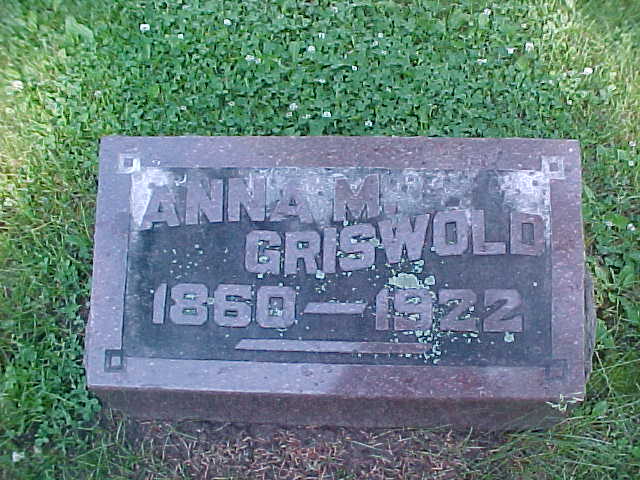 ANNA M.
GRISWOLD
1860 — 1922